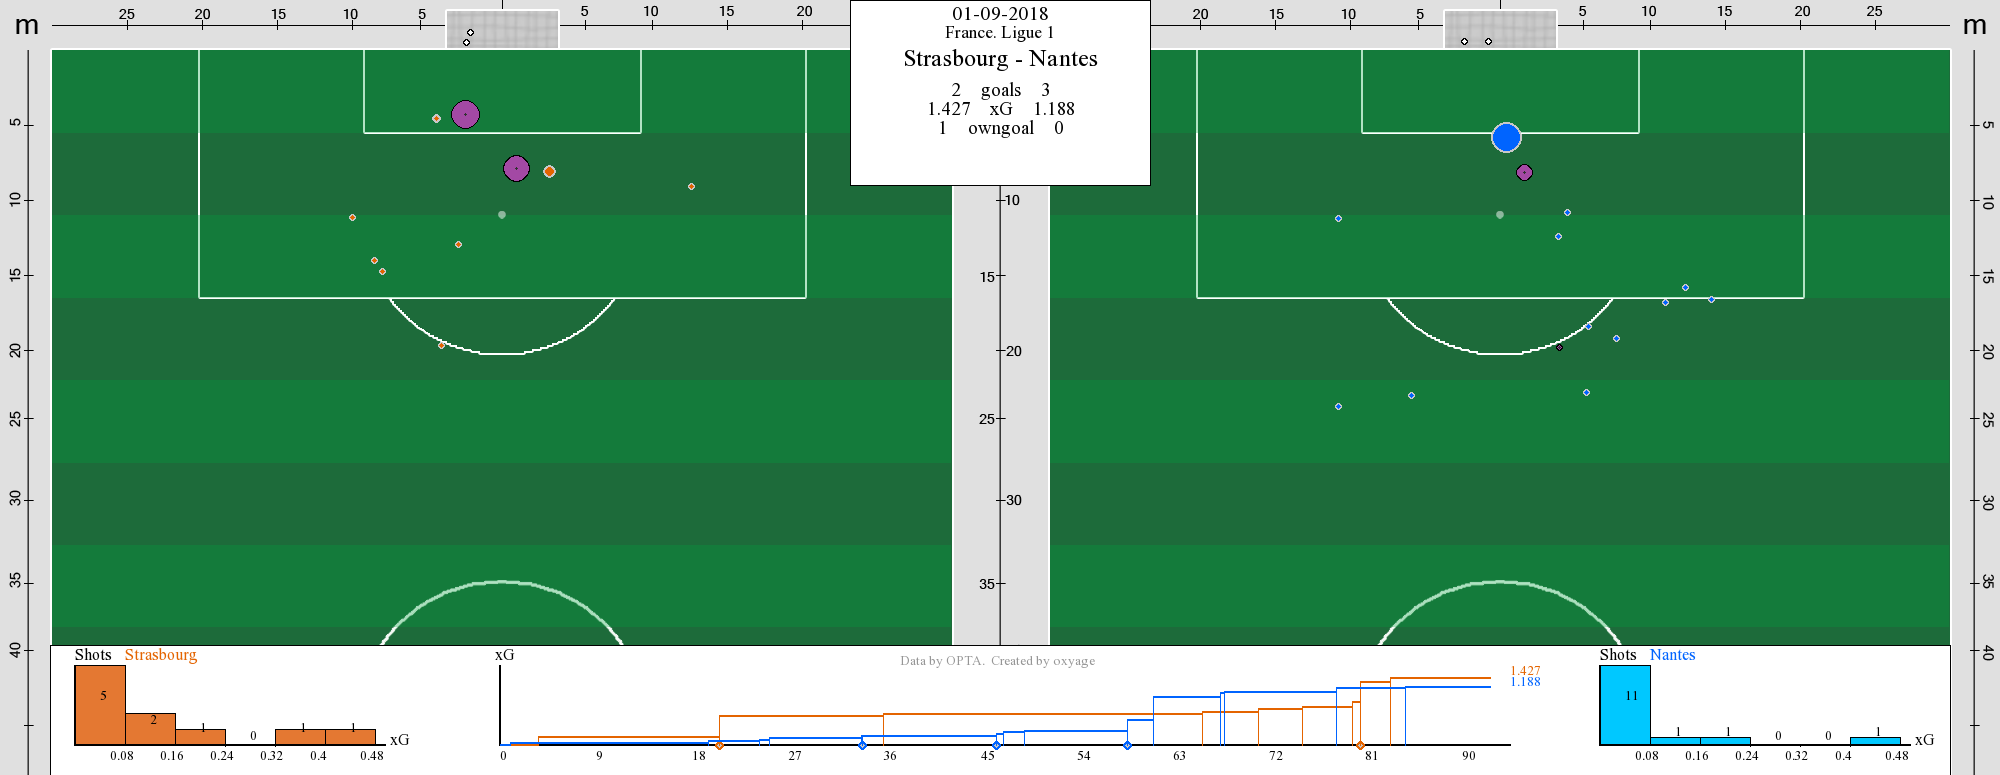 m
25 20 15 10 5 5 10 15 20
01-09-2018
France. Ligue 1
Strasbourg - Nantes
2 goals 3
1.427 xG 1.188
1 owngoal 0
20 15 10 5 5 10 15 20 25
m
5
10
15
20
25
30
35
40
10
15
20
25
30
35
5
10
15
20
25
30
35
40
Shots Strasbourg
5 2 1 0 1 1
xG
0.08 0.16 0.24 0.32 0.4 0.48
xG
Data by OPTA. Created by oxyage
1.427
1.188
0 9 18 27 36 45 54 63 72 81 90
Shots Nantes
11 1 1 0 0 1
xG
0.08 0.16 0.24 0.32 0.4 0.48